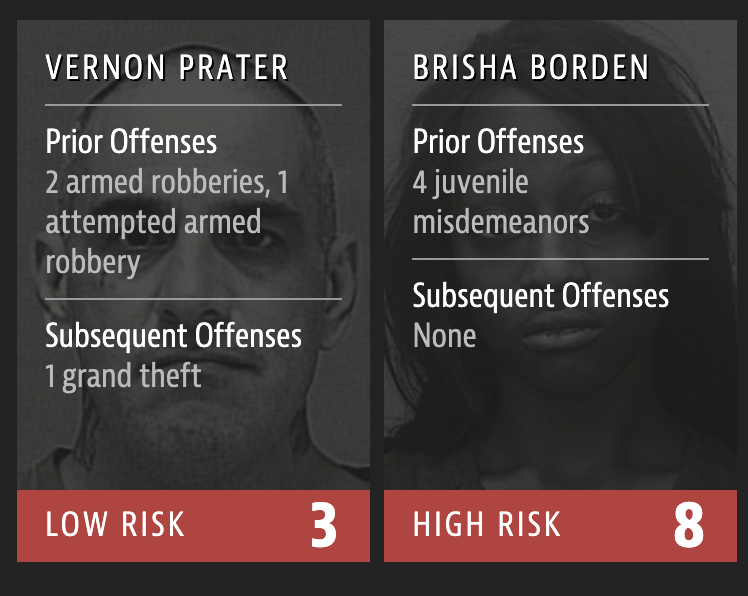 VERNON PRATER
Prior Offenses
2 armed robberies, 1
attempted armed
robbery
Subsequent Offenses
1 grand theft
LOW RISK 3
BRISHA BORDEN
Prior Offenses
4 juvenile
misdemeanors
Subsequent Offenses
None
HIGH RISK 8